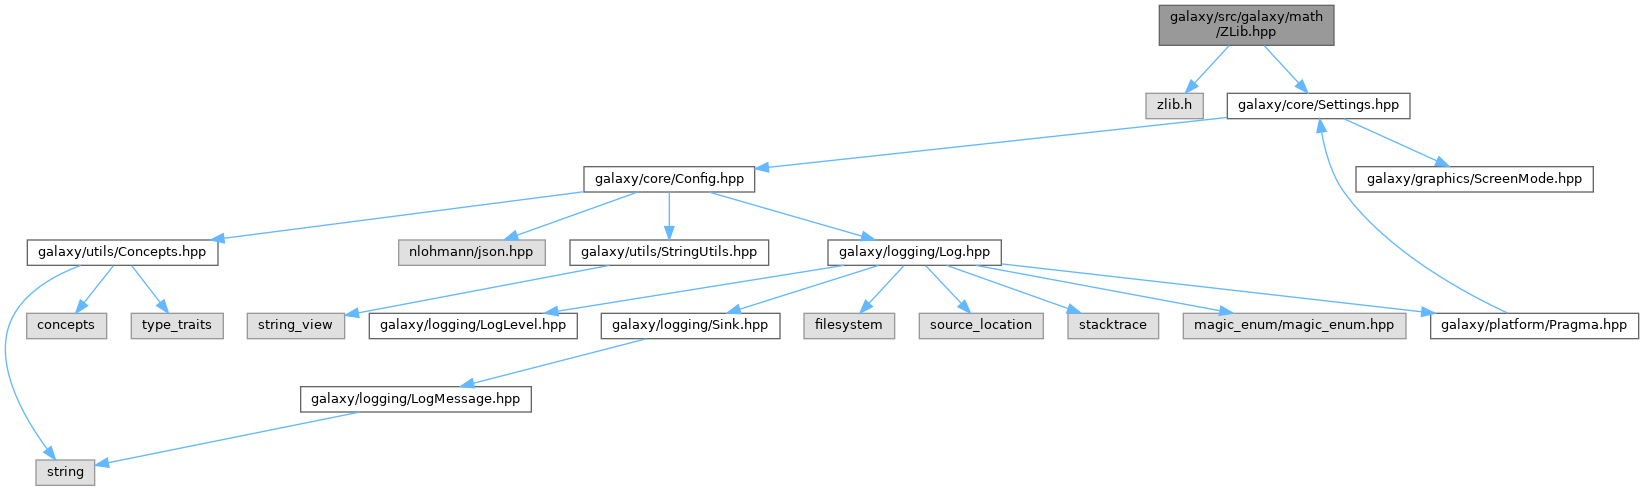 galaxy/src/galaxy/math
/ZLib.hpp
zlib.h
galaxy/core/Settings.hpp
galaxy/core/Config.hpp
galaxy/graphics/ScreenMode.hpp
galaxy/utils/Concepts.hpp
nlohmann/json.hpp
galaxy/utils/StringUtils.hpp
galaxy/logging/Log.hpp
concepts
type_traits
string_view
galaxy/logging/LogLevel.hpp
galaxy/logging/Sink.hpp
filesystem
source_location
stacktrace
magic_enum/magic_enum.hpp
galaxy/platform/Pragma.hpp
galaxy/logging/LogMessage.hpp
string